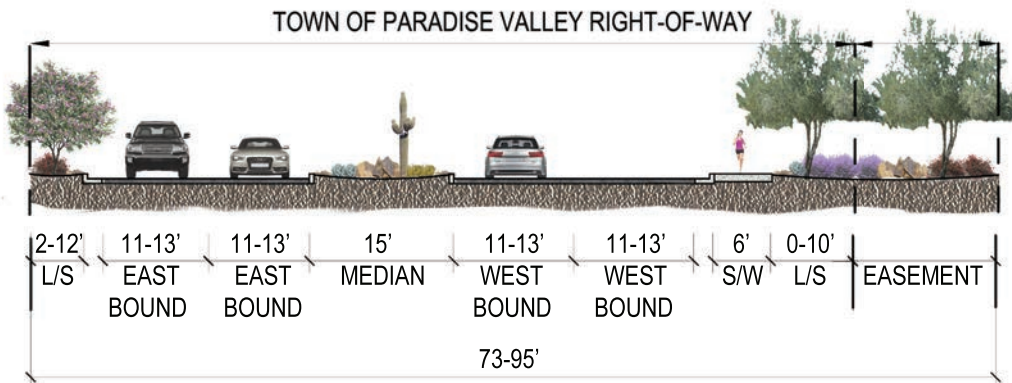 TOWN OF PARADISE VALLEY RIGHT-OF-WAY
2-12' 11-13' 11-13' 15' 11-13' 11-13' 6' 0-10'
L/S EAST EAST MEDIAN WEST WEST S/W L/S EASEMENT
BOUND BOUND BOUND BOUND
73-95'